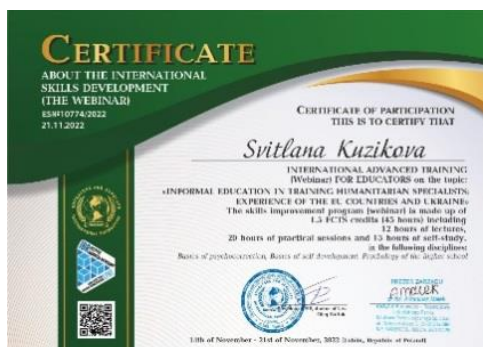 CERTIFICATE
ABOUT THE INTERNATIONAL
SKILLS DEVELOPMENT
(THE WEBINAR)
ES№10774/2022
21.11.2022
CERTIFICATE OF PARTICIPATION
THIS IS TO CERTIFY THAT
Svitlana Kuzikova
INTERNATIONAL ADVANCED TRAINING
(Webinar) FOR EDUCATORS on the topic:
«INFORMAL EDUCATION IN TRAINING HUMANITARIAN SPECIALISTS:
EXPERIENCE OF THE EU COUNTRIES AND UKRAINE»
The skills improvement program (webinar) is made up of
1.5 ECTS credits (45 hours) including
12 hours of lectures,
20 hours of practical sessions and 13 hours of self-study,
in the following disciplines:
Basics of psychocorrection, Basics of self development, Psychology of the higher school
14th of November - 21st of November, 2022 (Lublin, Republic of Poland)